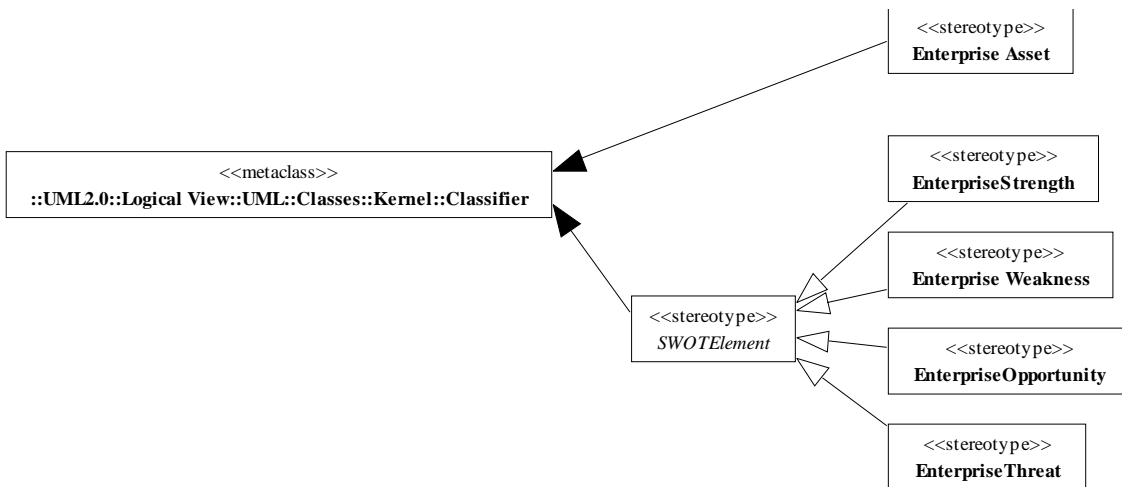 <<stereotype>>
Enterprise Asset
<<metaclass>>
::UML2.0::Logical View::UML::Classes::Kernel::Classifier
<<stereotype>>
EnterpriseStrength
<<stereotype>>
Enterprise Weakness
<<stereotype>>
SWOTElement
<<stereotype>>
EnterpriseOpportunity
<<stereotype>>
EnterpriseThreat